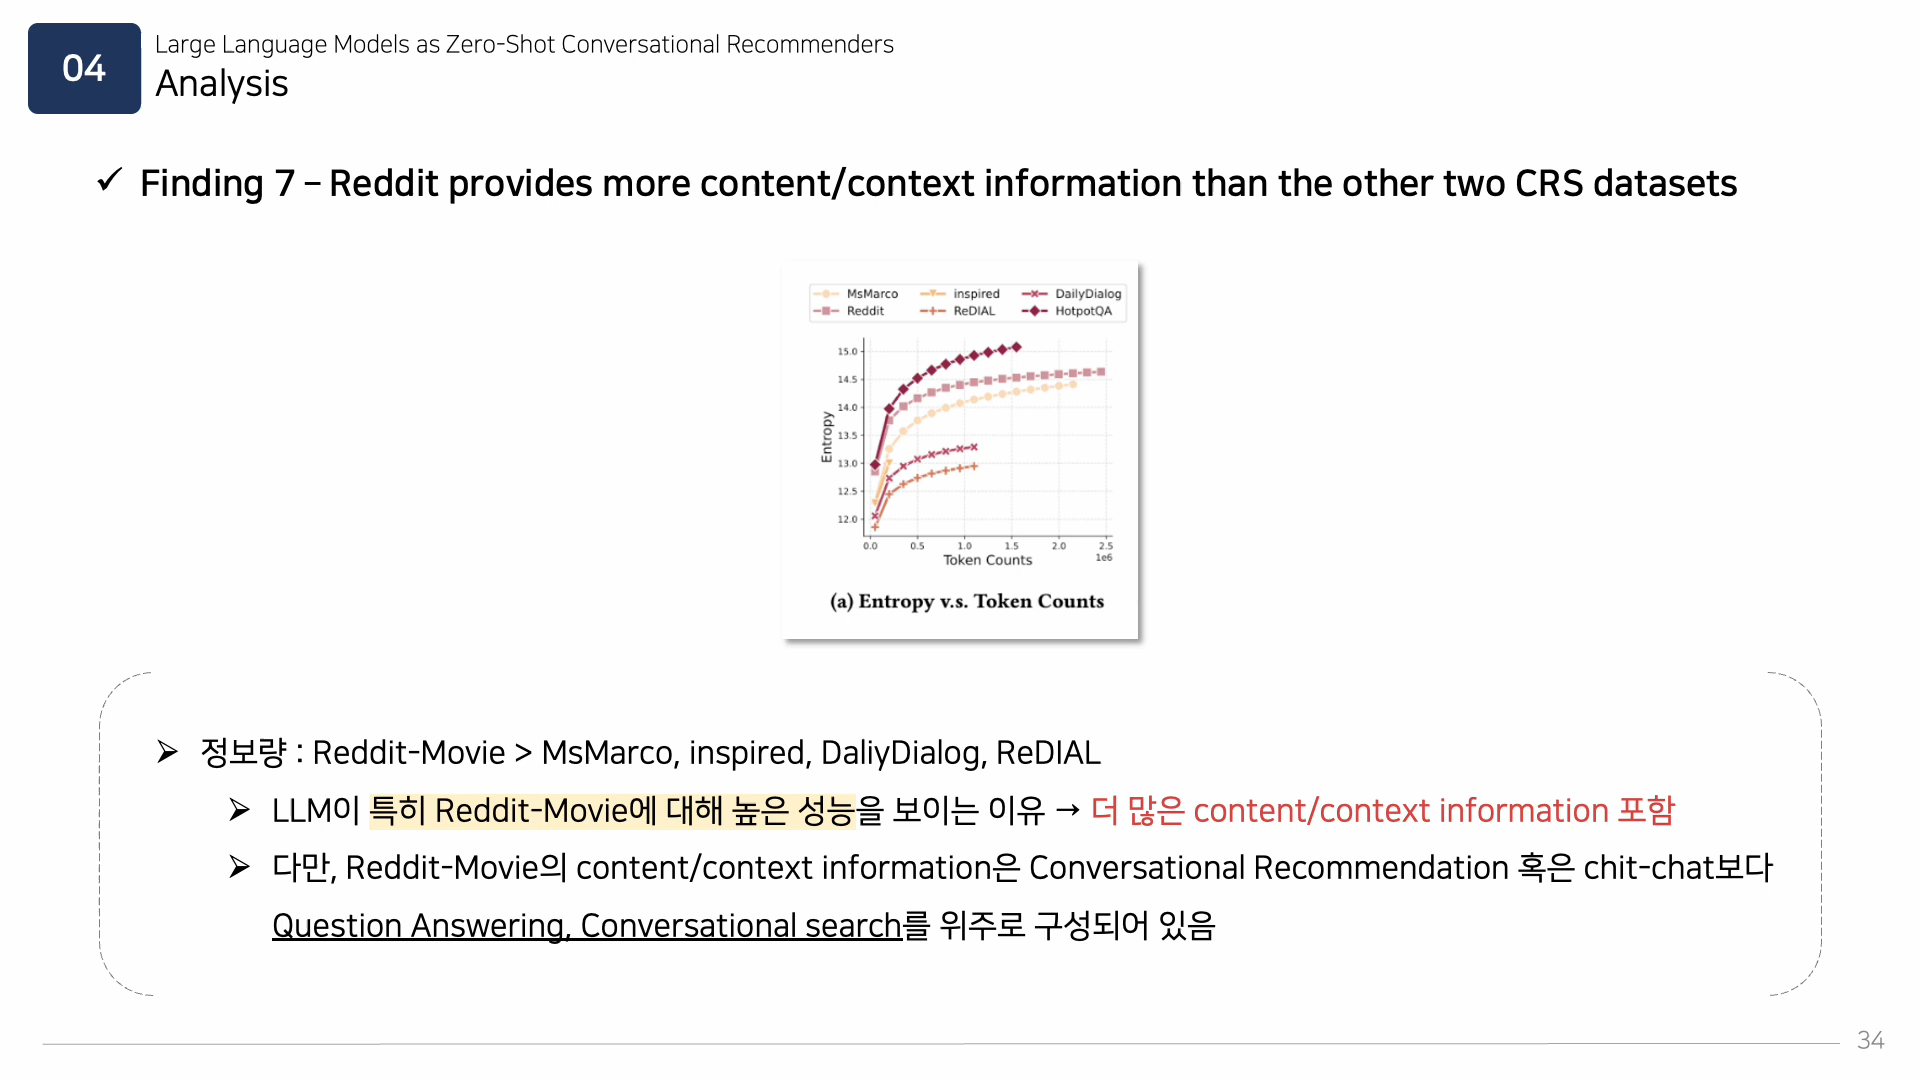 04
Large Language Models as Zero-Shot Conversational Recommenders
Analysis
✓ Finding 7 – Reddit provides more content/context information than the other two CRS datasets
MsMarco inspired DailyDialog
Reddit ReDIAL HotpotQA
15.0
14.5
14.0
13.5
13.0
12.5
12.0
Entropy
0.0 0.5 1.0 1.5 2.0 2.5
1e6
Token Counts
(a) Entropy v.s. Token Counts
➢ 정보량 : Reddit-Movie > MsMarco, inspired, DaliyDialog, ReDIAL
➢ LLM이 특히 Reddit-Movie에 대해 높은 성능을 보이는 이유 → 더 많은 content/context information 포함
➢ 다만, Reddit-Movie의 content/context information은 Conversational Recommendation 혹은 chit-chat보다
Question Answering, Conversational search를 위주로 구성되어 있음
34